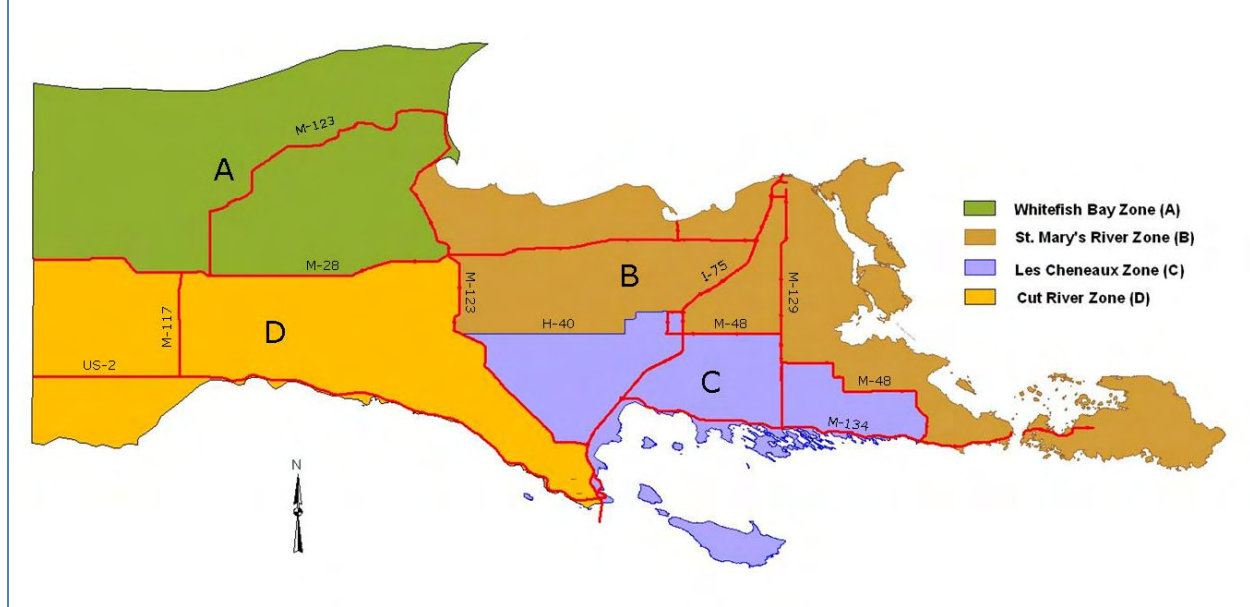 M-123
A
Whitefish Bay Zone (A)
St. Mary's River Zone (B)
Les Cheneaux Zone (C)
Cut River Zone (D)
M-28
B
I-75
M-123
M-129
M-117
D
H-40
M-48
US-2
C
M-48
M-134
N